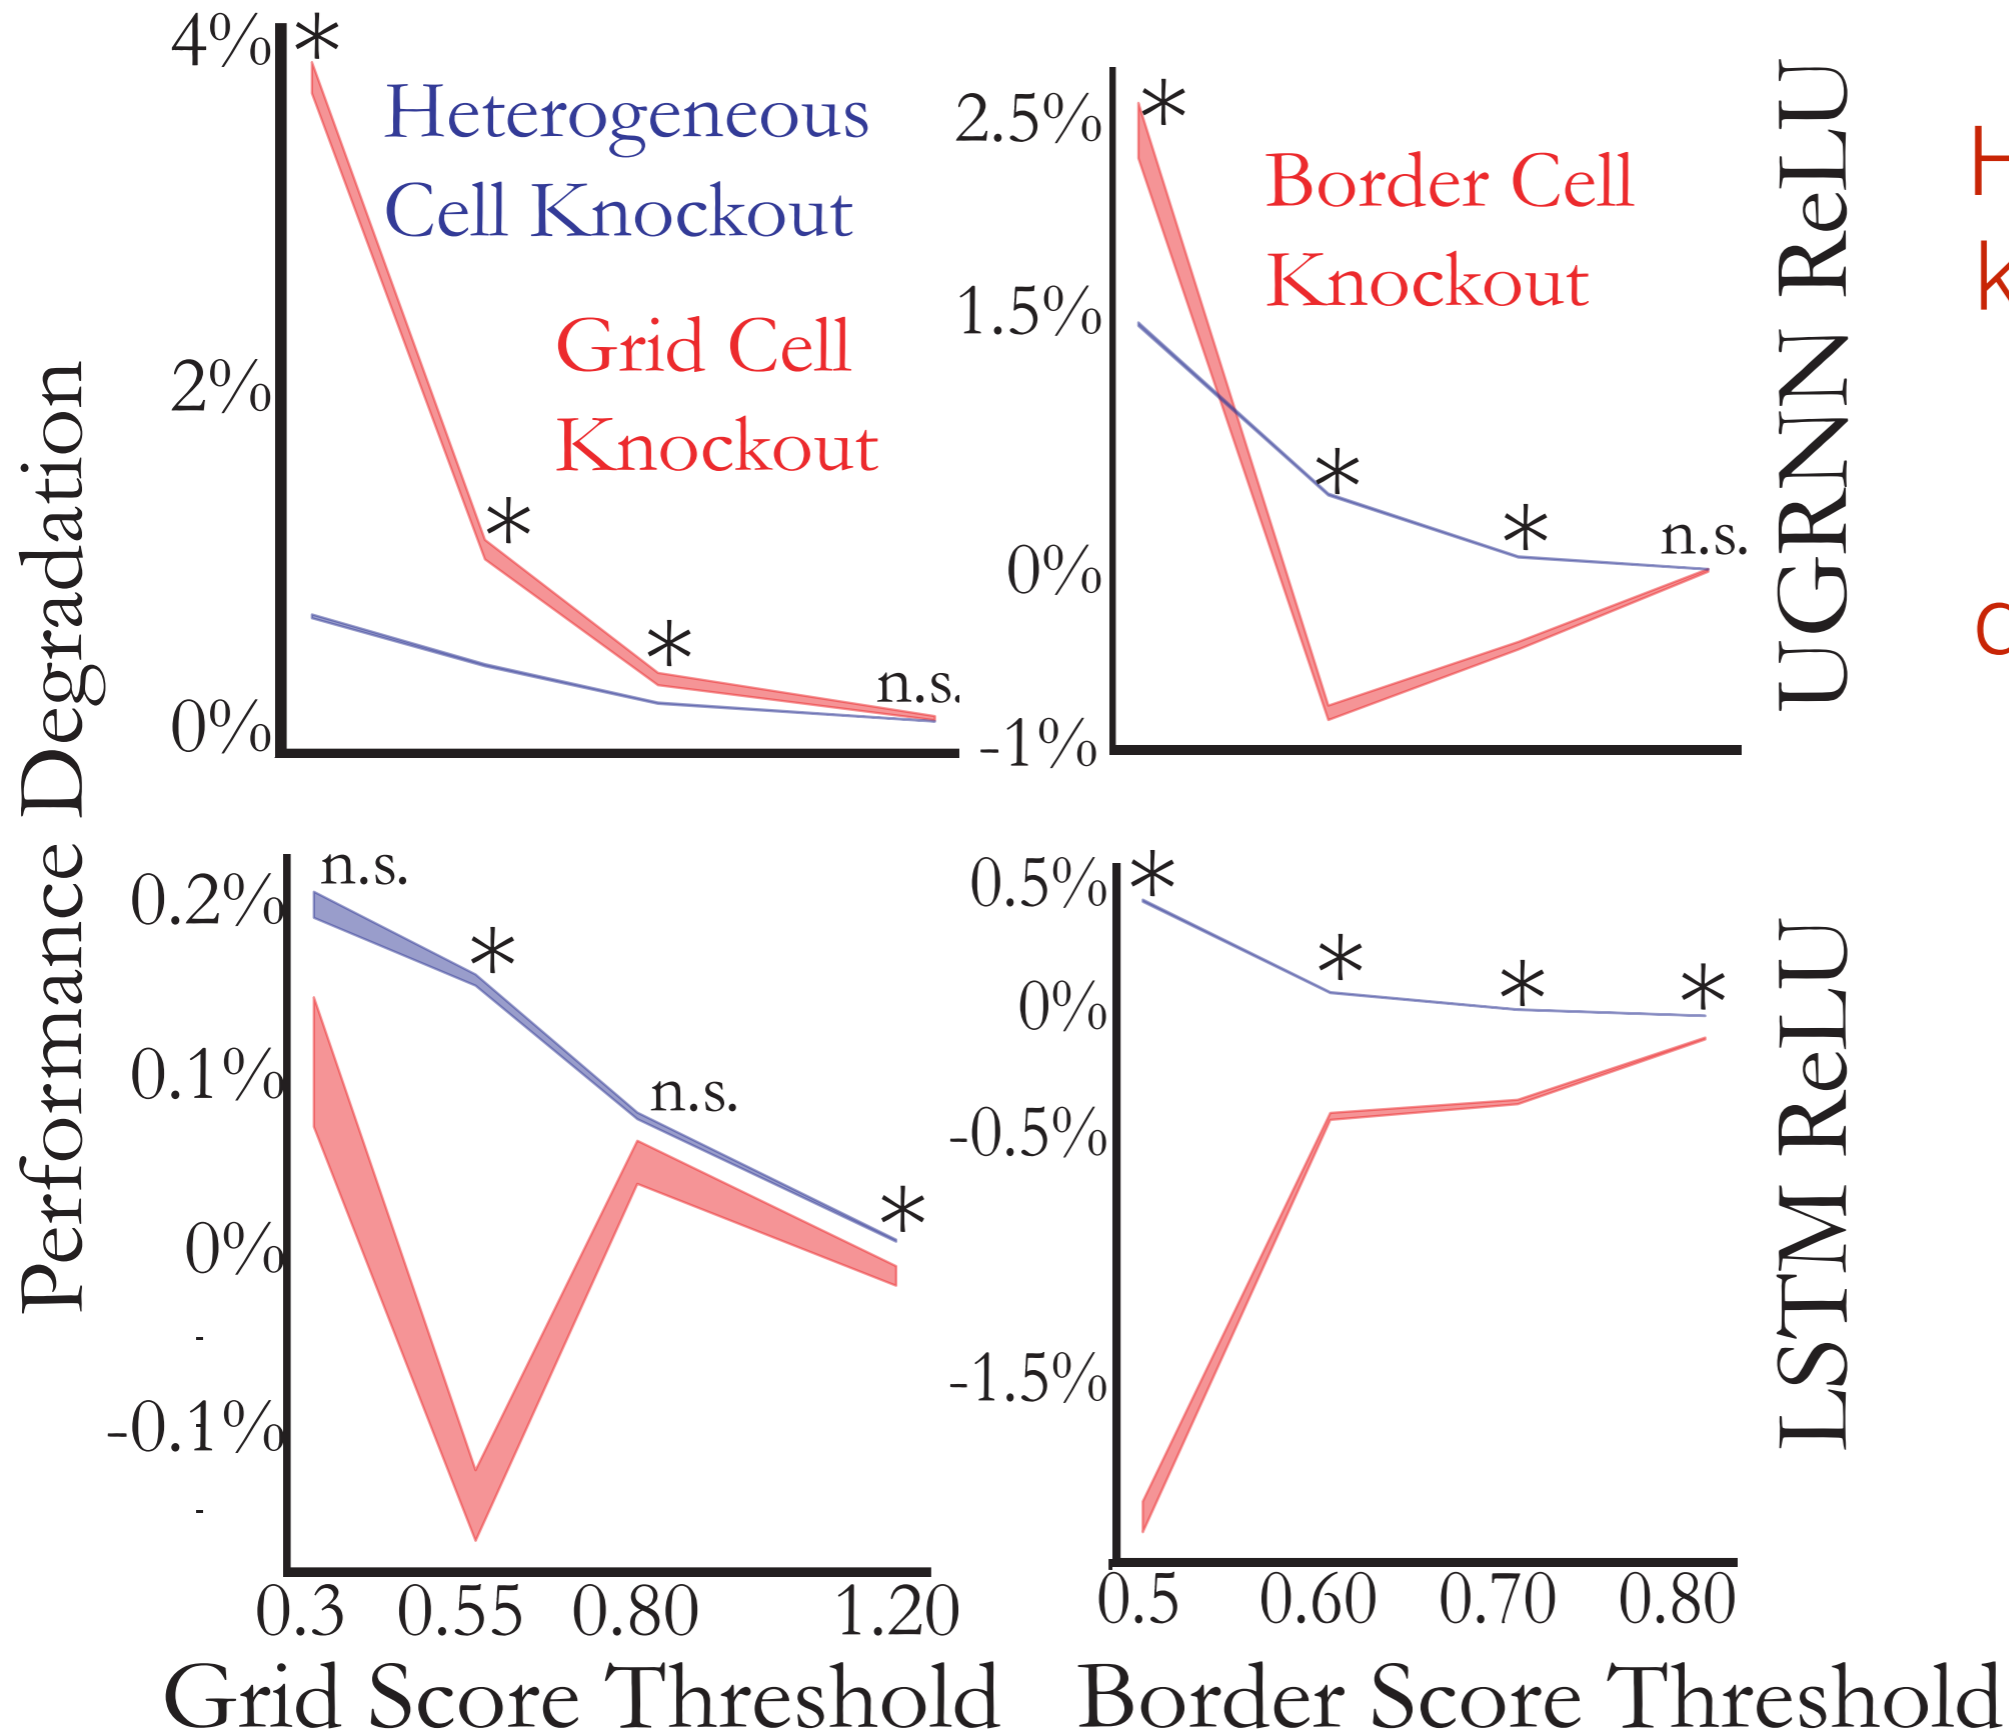 Performance Degradation
4%
2%
0%
*
*
*
n.s.
Heterogeneous
Cell Knockout
Grid Cell
Knockout
2.5%
1.5%
0%
-1%
*
*
*
n.s.
Border Cell
Knockout
UGRNN ReLU
H
k
0.2%
0.1%
0%
-
-0.1%
-
n.s.
*
n.s.
*
0.3 0.55 0.80 1.20
Grid Score Threshold
0.5%
0%
-0.5%
-1.5%
*
*
*
*
0.5 0.60 0.70 0.80
Border Score Threshold
LSTM ReLU